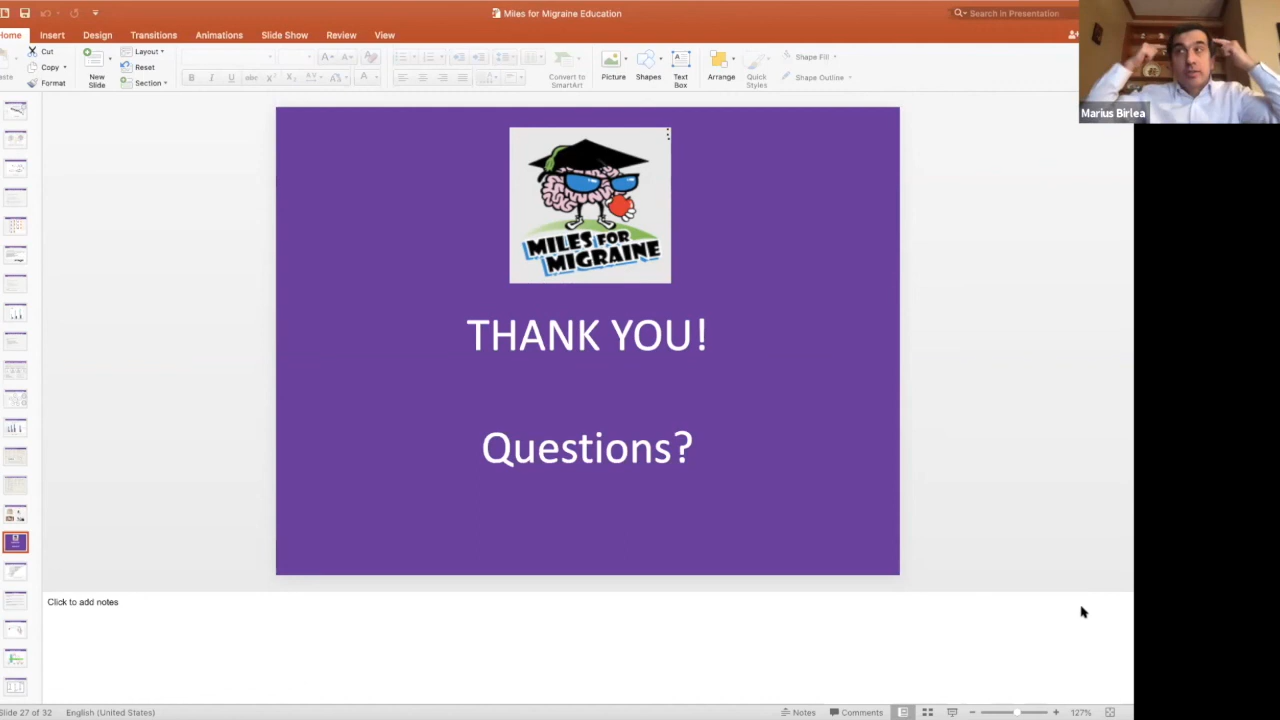 Miles for Migraine Education
Search in Presentation
Home Insert Design Transitions Animations Slide Show Review View
Cut
Copy
Format
New
Slide
Layout
Reset
Section
B I U abc X² X₂
Convert to
SmartArt
Picture
Shapes
Text
Box
Arrange
Quick
Styles
Shape Fill
Shape Outline
Marius Birlea
MILES FOR
MIGRAINE
THANK YOU!
Questions?
Click to add notes
Slide 27 of 32 English (United States) Notes Comments 127%